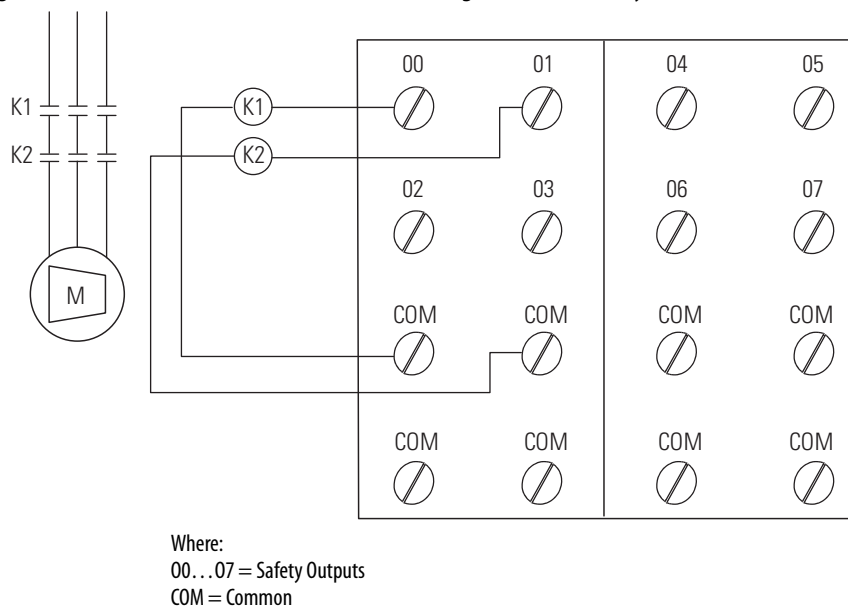 00 01 04 05
K1 K1
K2 K2
02 03 06 07
M
COM COM COM COM
COM COM COM COM
Where:
00...07 = Safety Outputs
COM = Common